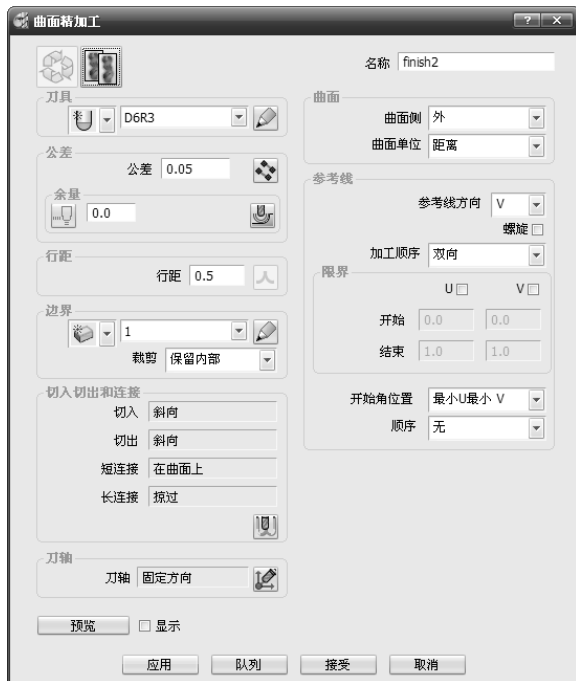 曲面精加工
名称 finish2
刀具
D6R3
公差
公差 0.05
余量
0.0
行距
行距 0.5
边界
1
裁剪 保留内部
切入切出和连接
切入 斜向
切出 斜向
短连接 在曲面上
长连接 掠过
刀轴
刀轴 固定方向
预览 显示
曲面
曲面侧 外
曲面单位 距离
参考线
参考线方向 V
螺旋
加工顺序 双向
限界
U V
开始 0.0 0.0
结束 1.0 1.0
开始角位置 最小U最小 V
顺序 无
应用 队列 接受 取消